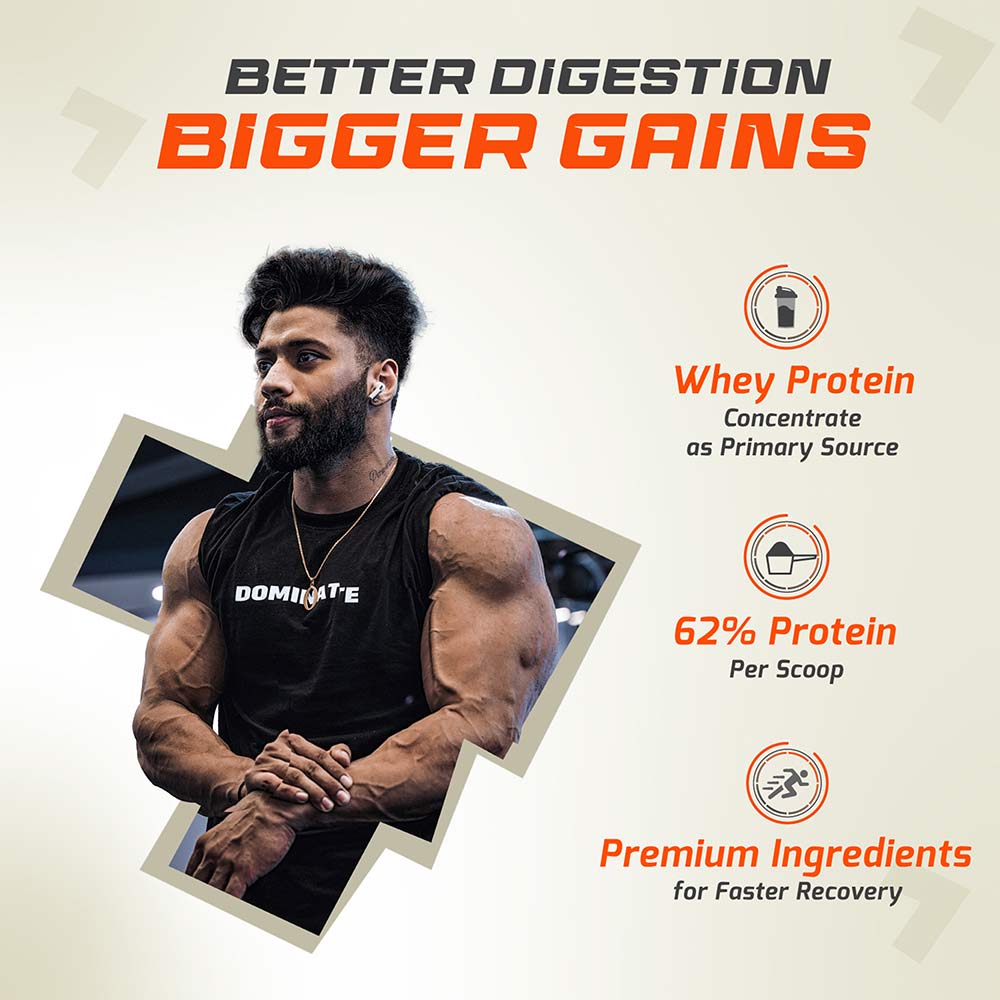 BETTER DIGESTION
BIGGER GAINS
Whey Protein
Concentrate
as Primary Source
DOMINATE
62% Protein
Per Scoop
Premium Ingredients
for Faster Recovery